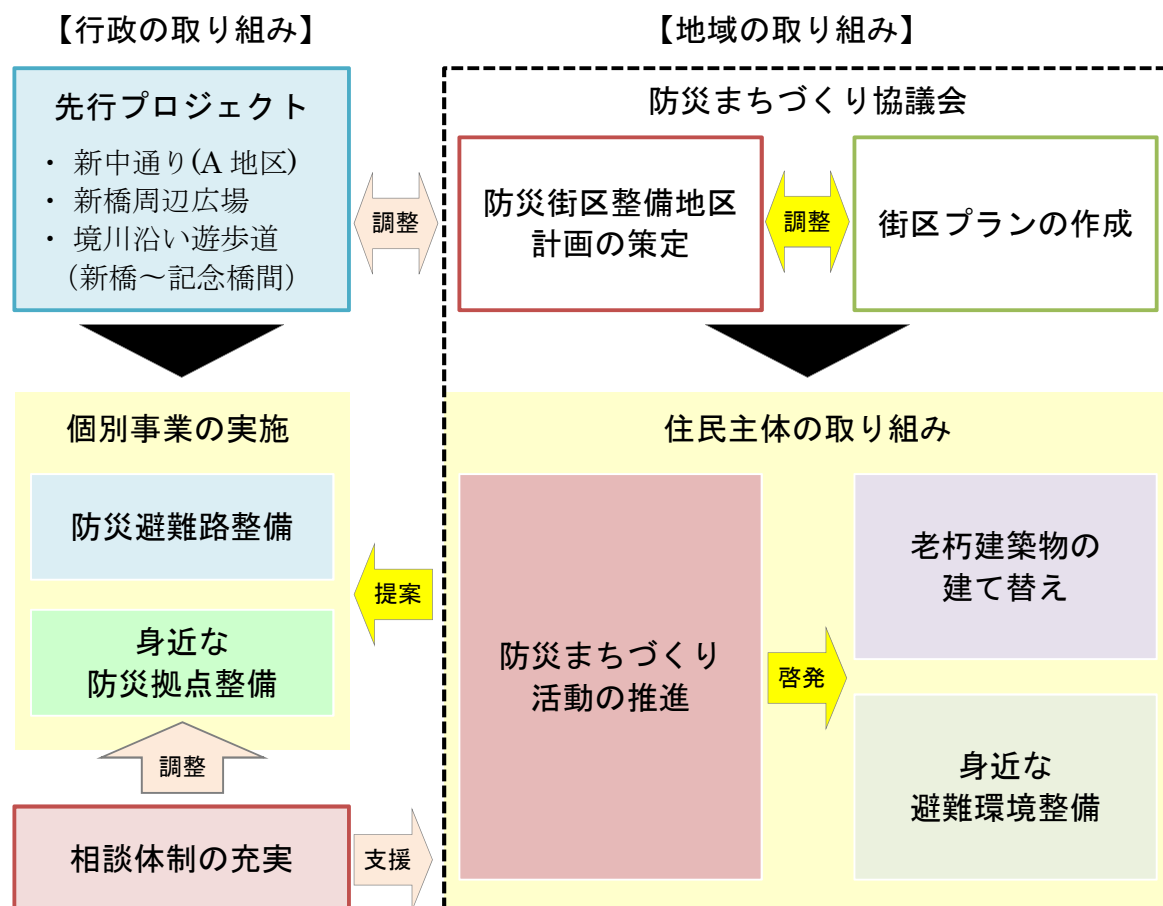 【行政の取り組み】
先行プロジェクト
・ 新中通り(A 地区)
・ 新橋周辺広場
・ 境川沿い遊歩道
（新橋～記念橋間）
個別事業の実施
防災避難路整備
身近な
防災拠点整備
調整
相談体制の充実
調整
提案
支援
【地域の取り組み】
防災まちづくり協議会
防災街区整備地区
計画の策定
調整
街区プランの作成
住民主体の取り組み
防災まちづくり
活動の推進
啓発
老朽建築物の
建て替え
身近な
避難環境整備